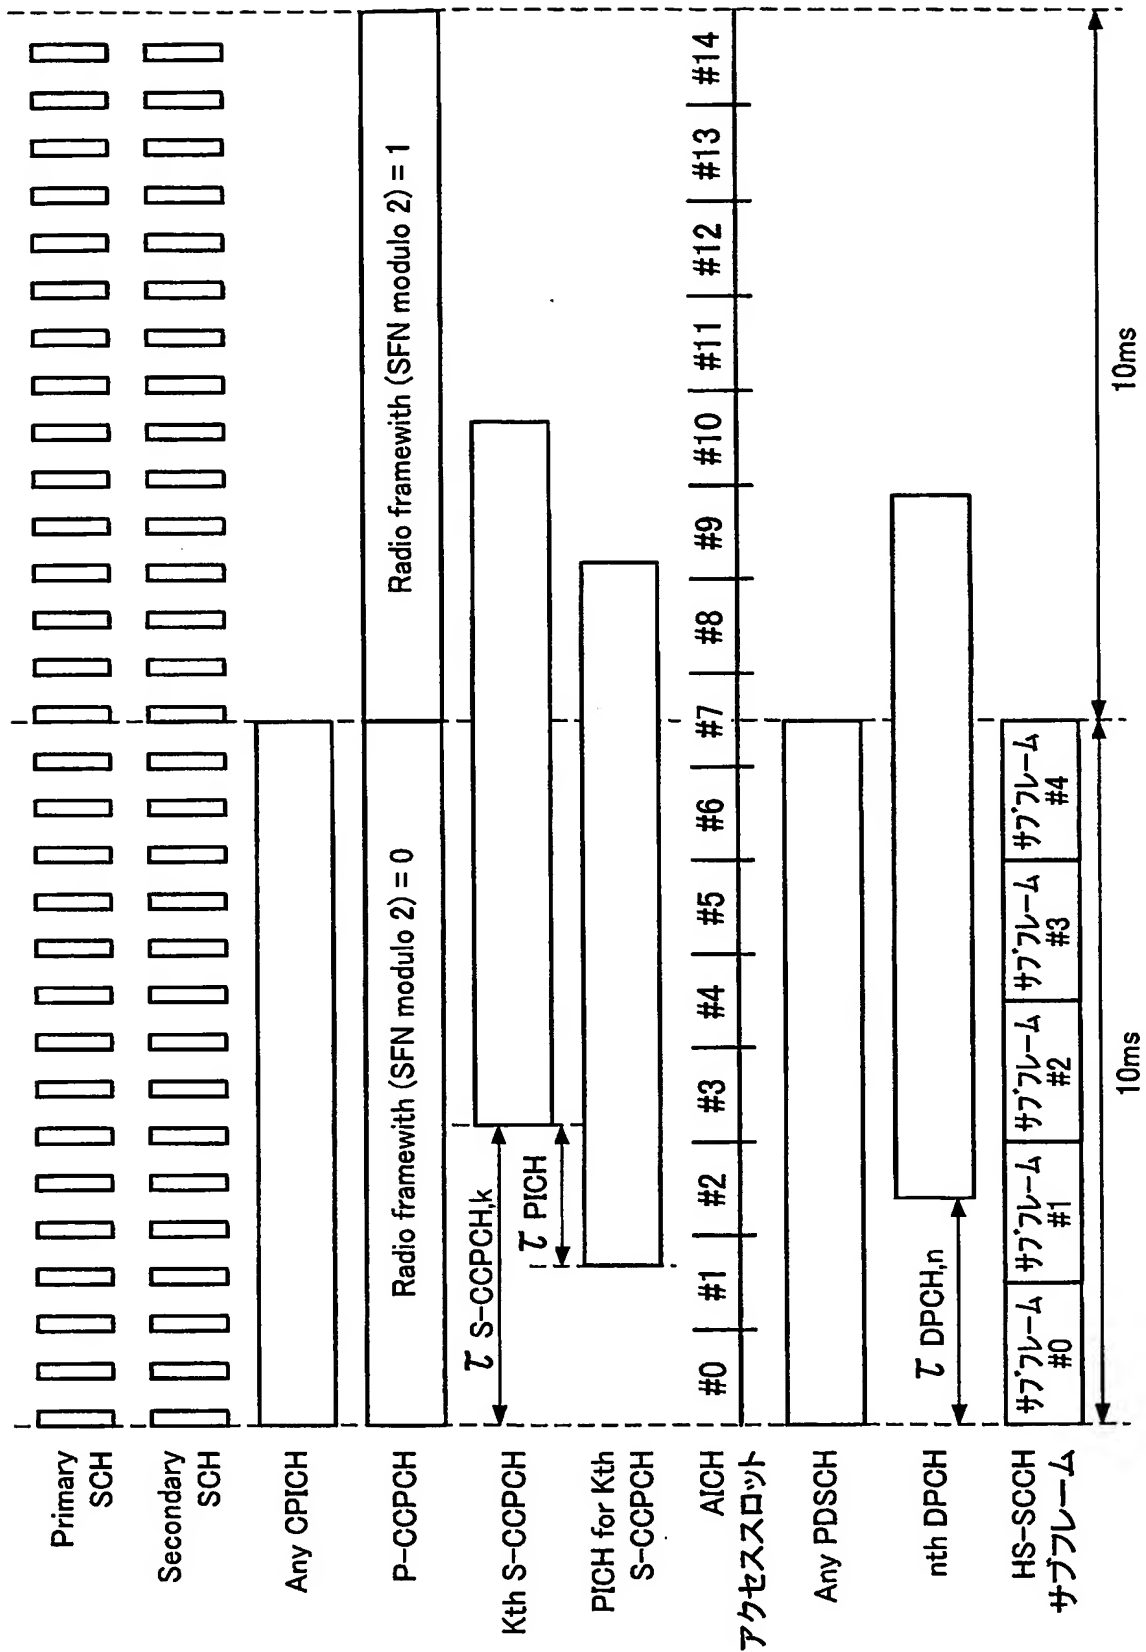 Primary
SCH
Secondary
SCH
Any CPICH
P-CCPCH
Radio framewith (SFN modulo 2) = 0
Radio framewith (SFN modulo 2) = 1
Kth S-CCPCH
τ S-CCPCH,k
PICH for Kth
S-CCPCH
τ PICH
AICH
アクセススロット
#0
#1
#2
#3
#4
#5
#6
#7
#8
#9
#10
#11
#12
#13
#14
Any PDSCH
nth DPCH
τ DPCH,n
HS-SCCH
サブフレーム
サブフレーム
#0
サブフレーム
#1
サブフレーム
#2
サブフレーム
#3
サブフレーム
#4
10ms
10ms